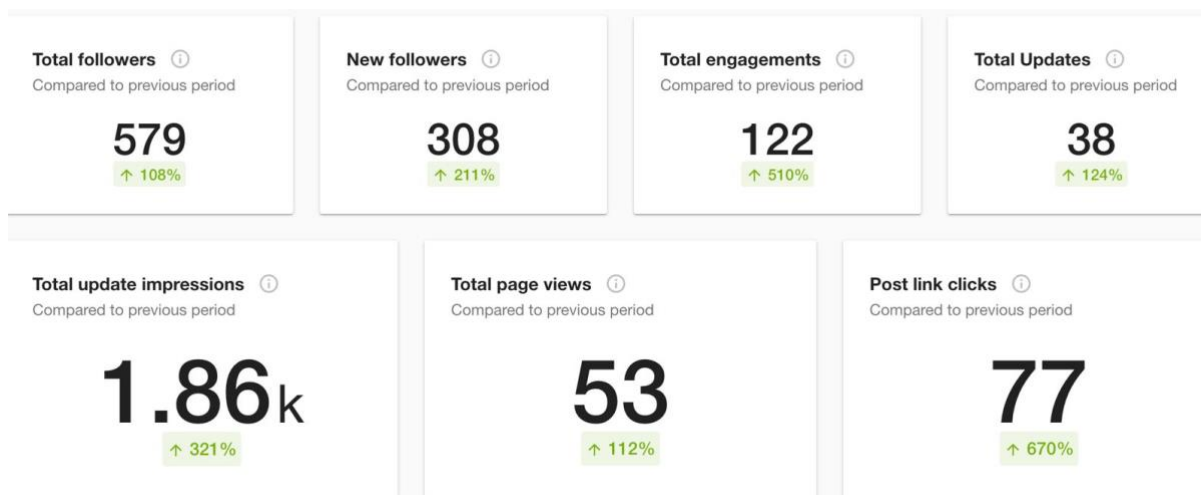 Total followers
Compared to previous period
579
↑ 108%
New followers
Compared to previous period
308
↑ 211%
Total engagements
Compared to previous period
122
↑ 510%
Total Updates
Compared to previous period
38
↑ 124%
Total update impressions
Compared to previous period
1.86k
↑ 321%
Total page views
Compared to previous period
53
↑ 112%
Post link clicks
Compared to previous period
77
↑ 670%